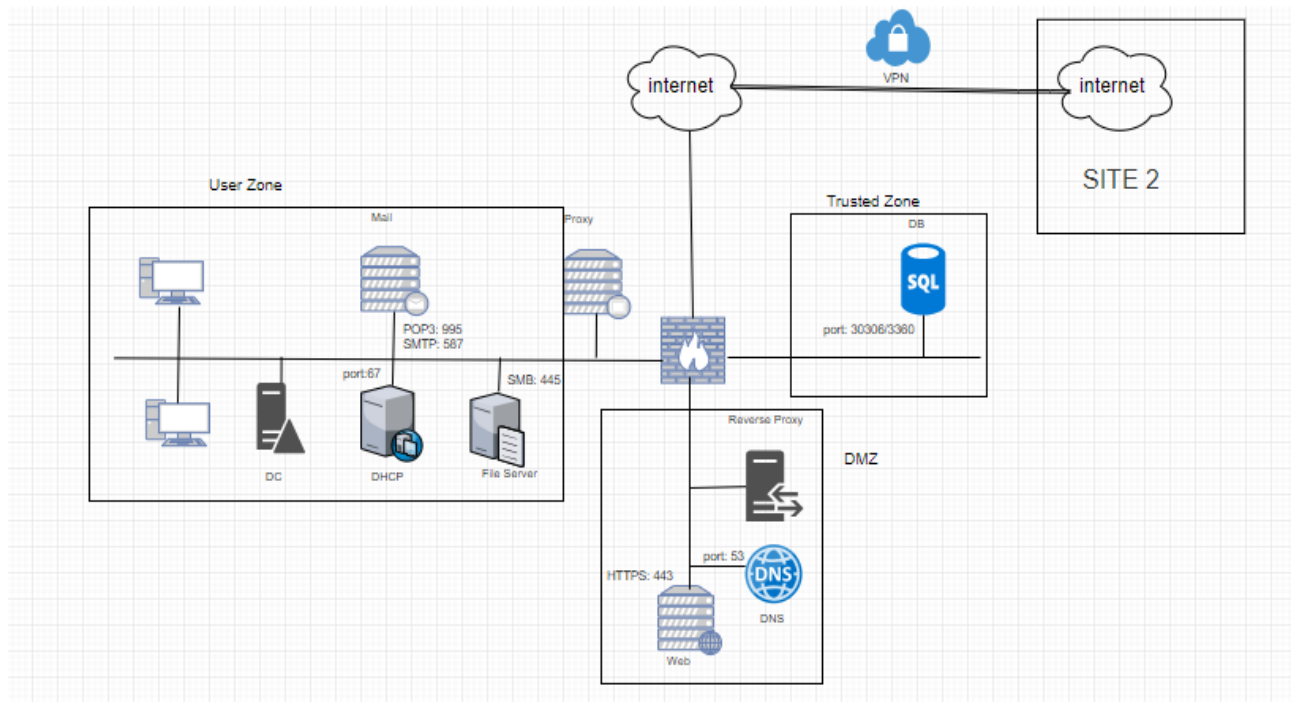 internet
VPN
internet
SITE 2
User Zone
Mail
Proxy
Trusted Zone
DB
SQL
port: 30306/3360
POP3: 995
SMTP: 587
port:67
SMB: 445
DC
DHCP
File Server
Reverse Proxy
DMZ
port: 53
HTTPS: 443
DNS
DNS
Web